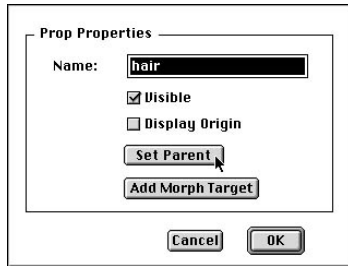 Prop Properties
Name: hair
Visible
Display Origin
Set Parent
Add Morph Target
Cancel OK